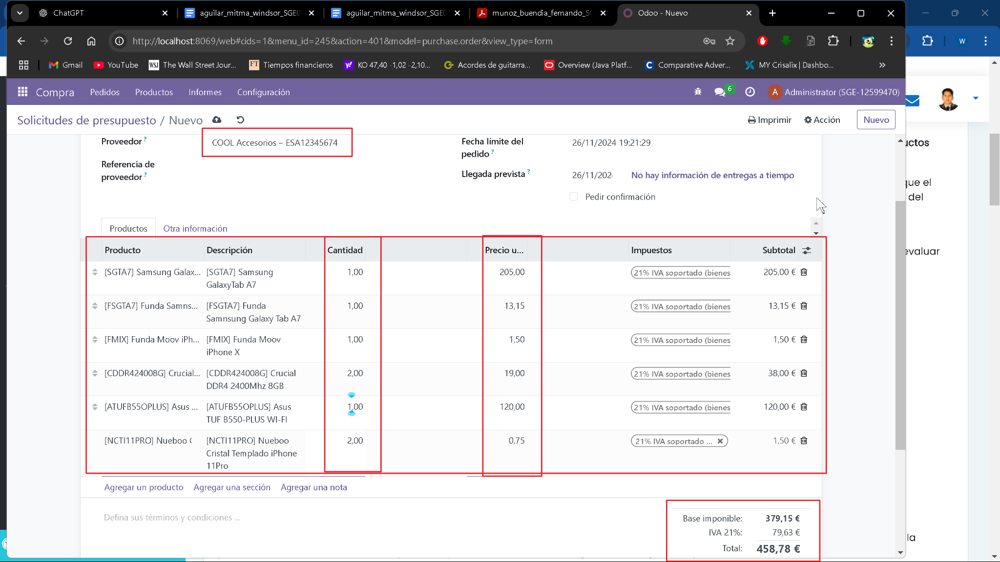 ChatGPT
aguilar_mitma_windsor_SGE0
aguilar_mitma_windsor_SGE0
munoz_buendia_fernando_SG
Odoo - Nuevo
http://localhost:8069/web#cids=1&menu_id=245&action=401&model=purchase.order&view_type=form
W
Gmail
YouTube
WSJ The Wall Street Jour...
FT Tiempos financieros
KO 47,40 -1,02 -2,10...
Acordes de guitarra...
Overview (Java Platf...
Comparative Adver...
MY Crisalix | Dashbo...
Compra Pedidos Productos Informes Configuración
6
A Administrator (SGE-12599470)
Solicitudes de presupuesto / Nuevo
Imprimir Acción Nuevo
Proveedor ? COOL Accesorios – ESA12345674
Referencia de
proveedor ?
Fecha límite del
pedido ?
26/11/2024 19:21:29
Llegada prevista ? 26/11/202 No hay información de entregas a tiempo
Pedir confirmación
Productos Otra información
Producto Descripción Cantidad Precio u... Impuestos Subtotal
[SGTA7] Samsung Galax... [SGTA7] Samsung 1,00 205,00 21% IVA soportado (bienes 205,00 €
GalaxyTab A7
[FSGTA7] Funda Samns... [FSGTA7] Funda 1,00 13,15 21% IVA soportado (bienes 13,15 €
Samnsung Galaxy Tab A7
[FMIX] Funda Moov iPh... [FMIX] Funda Moov 1,00 1,50 21% IVA soportado (bienes 1,50 €
iPhone X
[CDDR424008G] Crucial... [CDDR424008G] Crucial 2,00 19,00 21% IVA soportado (bienes 38,00 €
DDR4 2400Mhz 8GB
[ATUFB55OPLUS] Asus ... [ATUFB55OPLUS] Asus 1,00 120,00 21% IVA soportado (bienes 120,00 €
TUF B550-PLUS WI-FI
[NCTI11PRO] Nueboo [NCTI11PRO] Nueboo 2,00 0,75 21% IVA soportado ... 1,50 €
Cristal Templado iPhone
11Pro
Agregar un producto Agregar una sección Agregar una nota
Defina sus términos y condiciones ...
Base imponible: 379,15 €
IVA 21%: 79,63 €
Total: 458,78 €
uctos
que el
del
evaluar
la